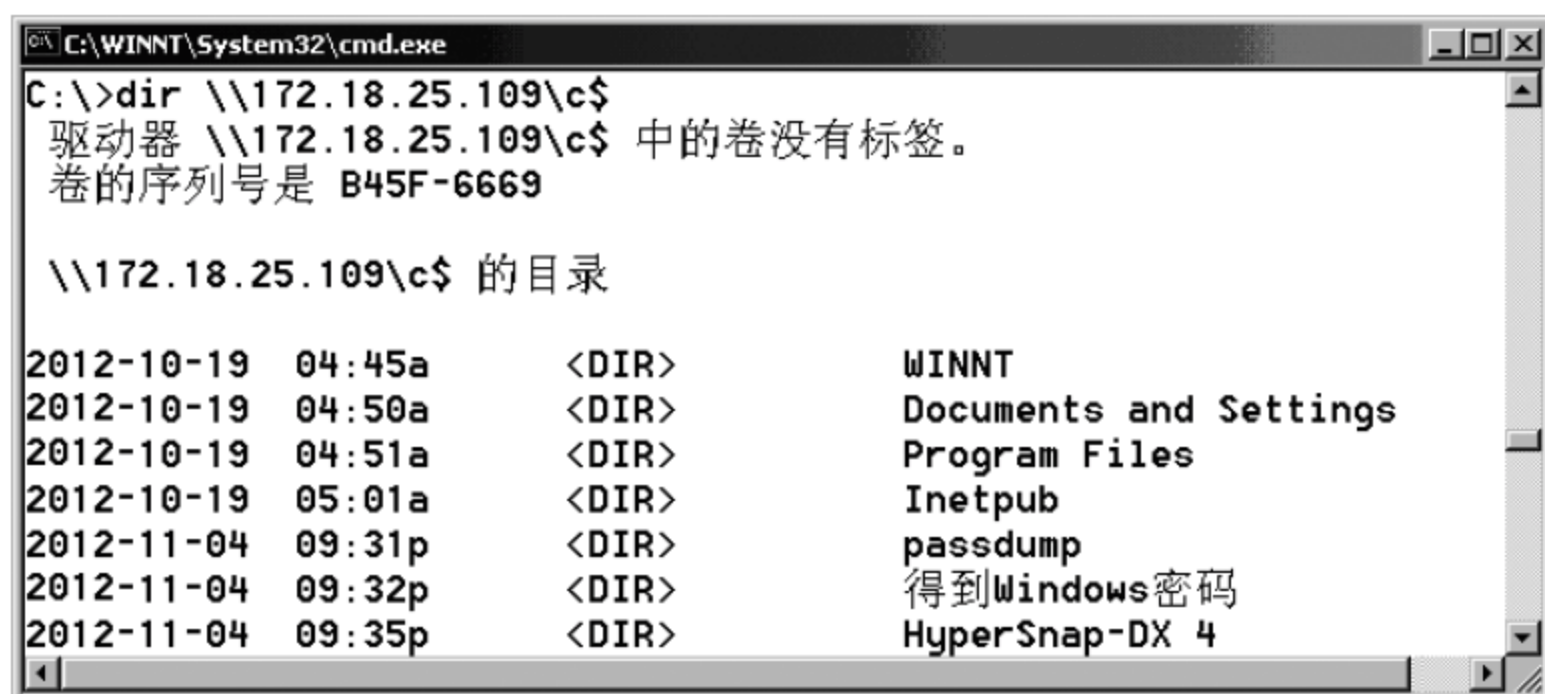 C:\WINNT\System32\cmd.exe
C:\>dir \\172.18.25.109\c$
驱动器 \\172.18.25.109\c$ 中的卷没有标签。
卷的序列号是 B45F-6669
\\172.18.25.109\c$ 的目录
2012-10-19 04:45a <DIR> WINNT
2012-10-19 04:50a <DIR> Documents and Settings
2012-10-19 04:51a <DIR> Program Files
2012-10-19 05:01a <DIR> Inetpub
2012-11-04 09:31p <DIR> passdump
2012-11-04 09:32p <DIR> 得到Windows密码
2012-11-04 09:35p <DIR> HyperSnap-DX 4